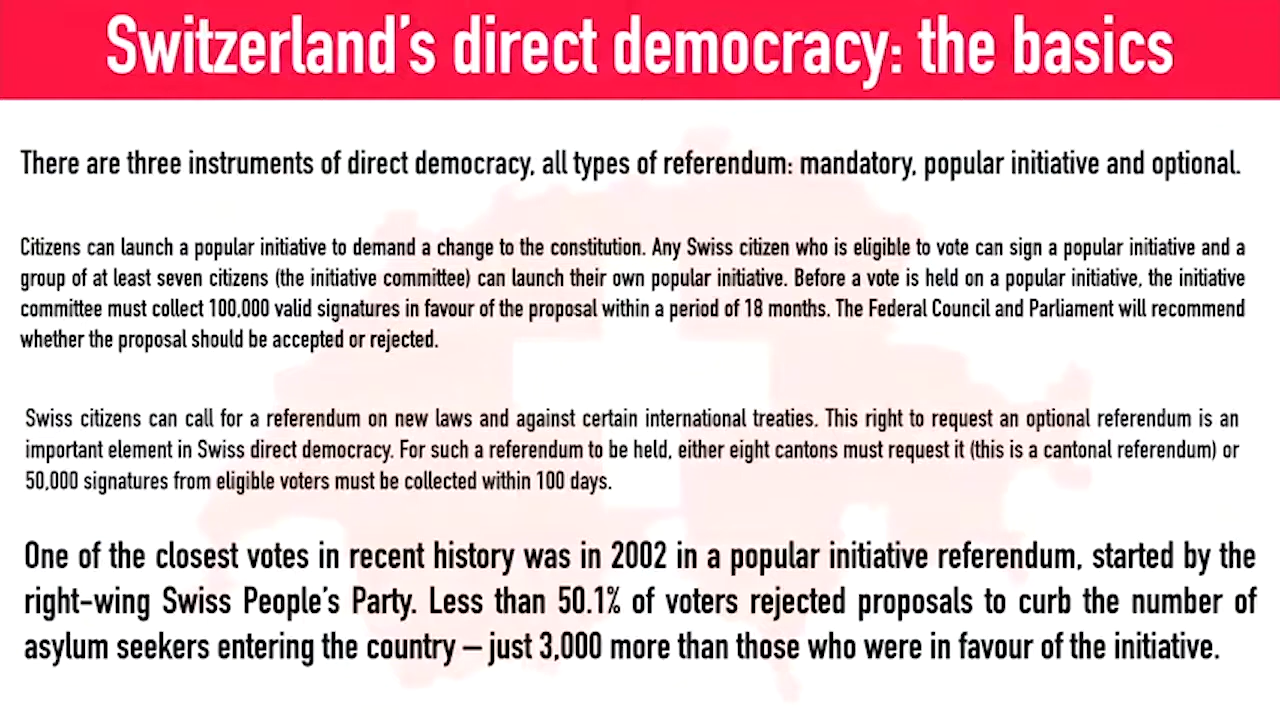 Switzerland's direct democracy: the basics
There are three instruments of direct democracy, all types of referendum: mandatory, popular initiative and optional.
Citizens can launch a popular initiative to demand a change to the constitution. Any Swiss citizen who is eligible to vote can sign a popular initiative and a
group of at least seven citizens (the initiative committee) can launch their own popular initiative. Before a vote is held on a popular initiative, the initiative
committee must collect 100,000 valid signatures in favour of the proposal within a period of 18 months. The Federal Council and Parliament will recommend
whether the proposal should be accepted or rejected.
Swiss citizens can call for a referendum on new laws and against certain international treaties. This right to request an optional referendum is an
important element in Swiss direct democracy. For such a referendum to be held, either eight cantons must request it (this is a cantonal referendum) or
50,000 signatures from eligible voters must be collected within 100 days.
One of the closest votes in recent history was in 2002 in a popular initiative referendum, started by the
right-wing Swiss People's Party. Less than 50.1% of voters rejected proposals to curb the number of
asylum seekers entering the country – just 3,000 more than those who were in favour of the initiative.